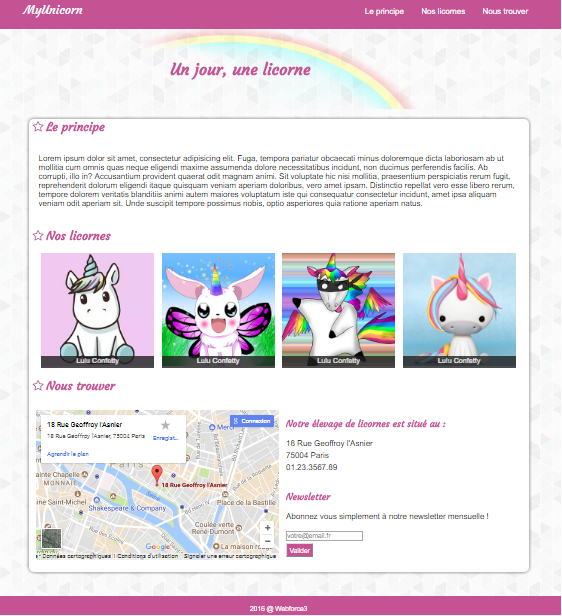 MyUnicorn
Le principe Nos licornes Nous trouver
Un jour, une licorne
Le principe
Lorem ipsum dolor sit amet, consectetur adipisicing elit. Fuga, tempora pariatur obcaecati minus doloremque dicta laboriosam ab ut
mollitia cum omnis quas neque eligendi maxime assumenda dolore necessitatibus incidunt, non ducimus perferendis facilis. Ab
corrupti, illo in? Accusantium provident quaerat odit magnam animi. Sit voluptate hic nisi mollitia, praesentium perspiciatis rerum fugit,
reprehenderit dolorum eligendi itaque quisquam veniam aperiam doloribus, vero amet ipsam. Distinctio repellat vero esse libero rerum,
tempore dolorem veritatis blanditiis animi autem maiores voluptatum iste qui consequatur consectetur incidunt, amet ipsa aliquam
veniam odit aperiam sit. Unde suscipit tempore possimus nobis, optio asperiores quia ratione aperiam natus.
Nos licornes
Lulu Confetty
Lulu Confetty
Lulu Confetty
Lulu Confetty
Nous trouver
18 Rue Geoffroy l'Asnier
18 Rue Geoffroy l'Asnier, 75004 Paris
Enregist...
Agrandir le plan
Connexion
Merci
PARIS
Sainte Chapelle
MONNAIE
18 Rue Geoffroy l'Asnier
Place de la Bastille
Saint-Michel
Shakespeare & Company
Coulée verte
René-Dumont
La maison rouge
Google
+
−
Données cartographiques
Conditions d'utilisation
Signaler une erreur cartographique
Notre élevage de licornes est situé au :
18 Rue Geoffroy l'Asnier
75004 Paris
01.23.3567.89
Newsletter
Abonnez vous simplement à notre newsletter mensuelle !
votre@email.fr
Valider
2016 @ Webforce3